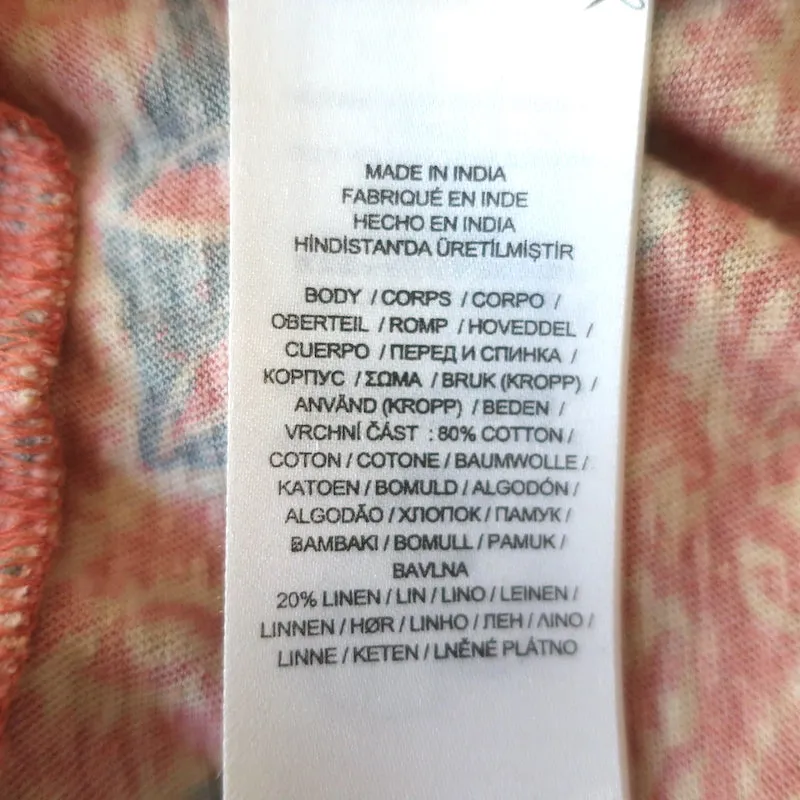 MADE IN INDIA
FABRIQUÉ EN INDE
HECHO EN INDIA
HİNDİSTAN'DA ÜRETİLMİŞTİR
BODY / CORPS / CORPO /
OBERTEIL / ROMP / HOVEDDEL /
CUERPO / ПЕРЕД И СПИНКА /
КОРПУС / ΣΩΜΑ / BRUK (KROPP) /
ANVÄND (KROPP) / BEDEN /
VRCHNÍ ČÁST : 80% COTTON /
COTON / COTONE / BAUMWOLLE /
KATOEN / BOMULD / ALGODÓN /
ALGODÃO / ХЛОПОК / ПАМУК /
BAMBAKI / BOMULL / PAMUK /
BAVLNA
20% LINEN / LIN / LINO / LEINEN /
LINNEN / HØR / LINHO / ЛЕН / ΛΙΝΟ /
LINNE / KETEN / LNĚNÉ PLÁTNO